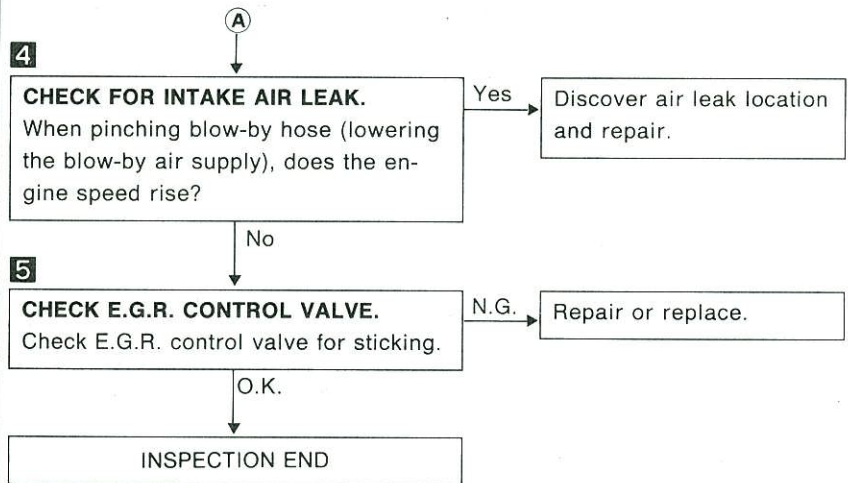 A
4
CHECK FOR INTAKE AIR LEAK.
When pinching blow-by hose (lowering
the blow-by air supply), does the en-
gine speed rise?
Yes
Discover air leak location
and repair.
No
5
CHECK E.G.R. CONTROL VALVE.
Check E.G.R. control valve for sticking.
N.G.
Repair or replace.
O.K.
INSPECTION END